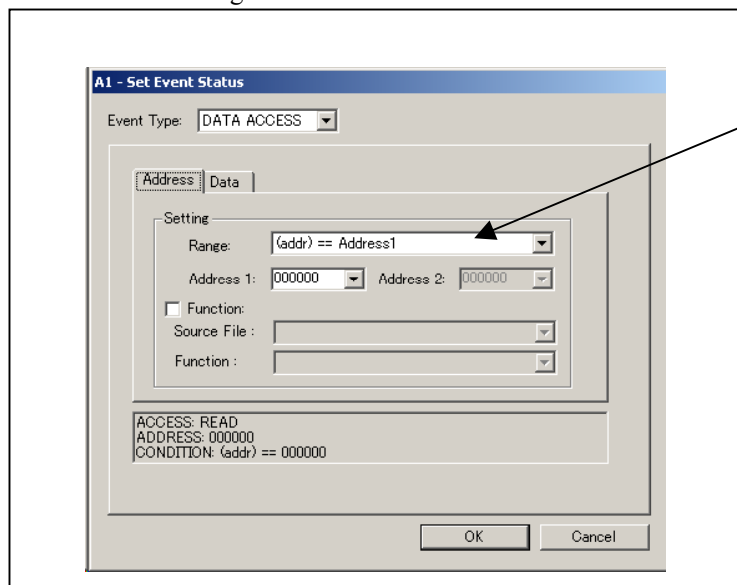 A1 - Set Event Status
Event Type: DATA ACCESS
Address Data
Setting
Range: (addr) == Address1
Address 1: 000000 Address 2: 000000
Function:
Source File :
Function :
ACCESS: READ
ADDRESS: 000000
CONDITION: (addr) == 000000
OK Cancel